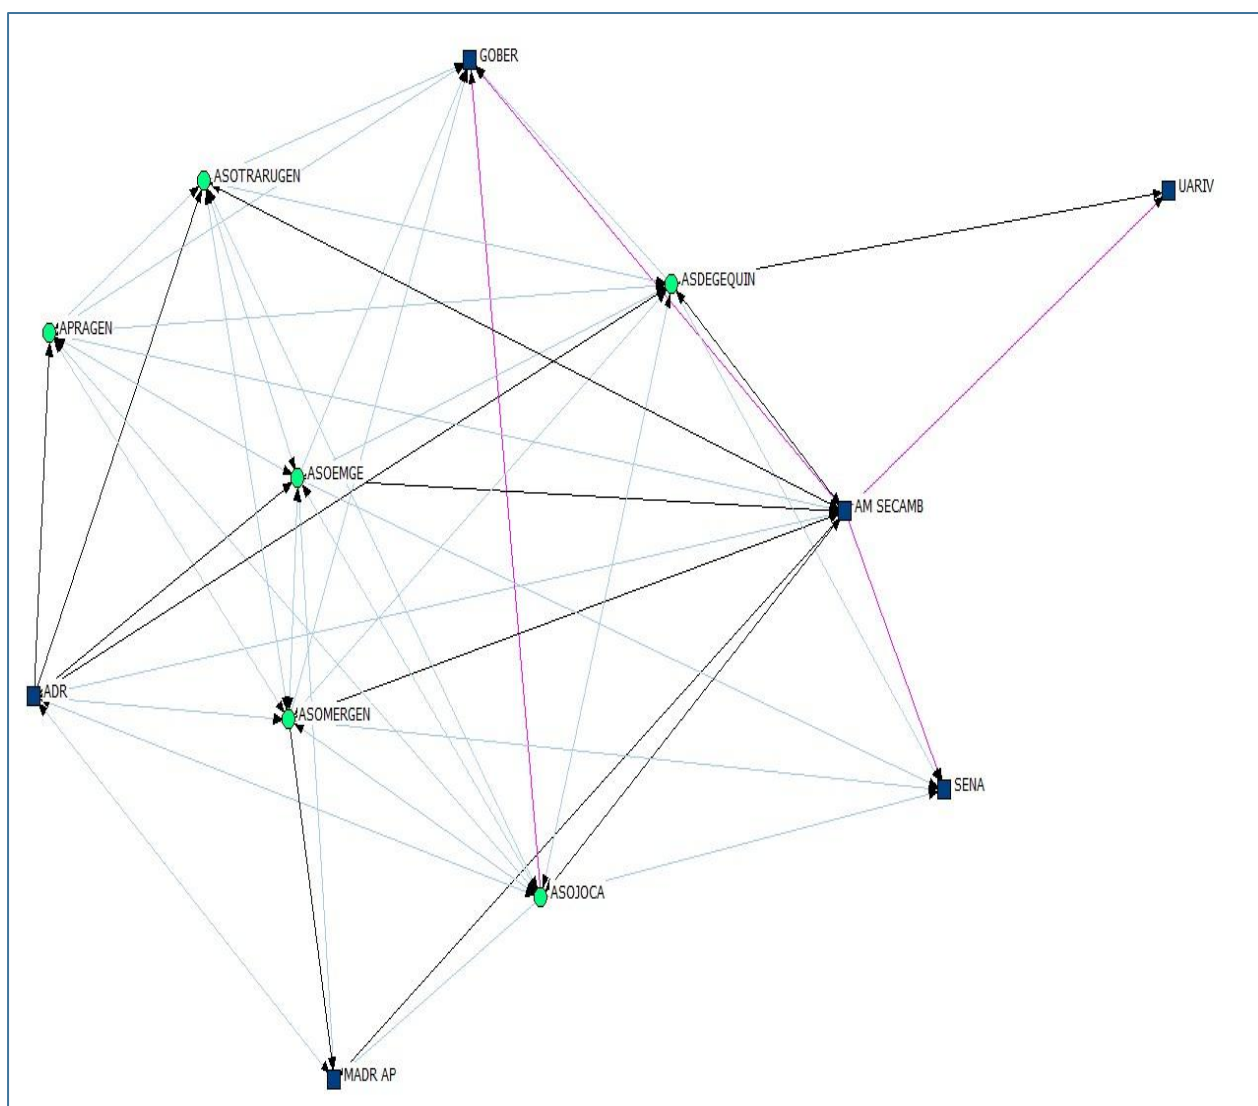 GOBER
ASOTRARUGEN
UARIV
ASDEGEQUIN
APRAGEN
ASOEMGE
AM SECAMB
ADR
ASOMERGEN
SENA
ASOJOCA
MADR AP